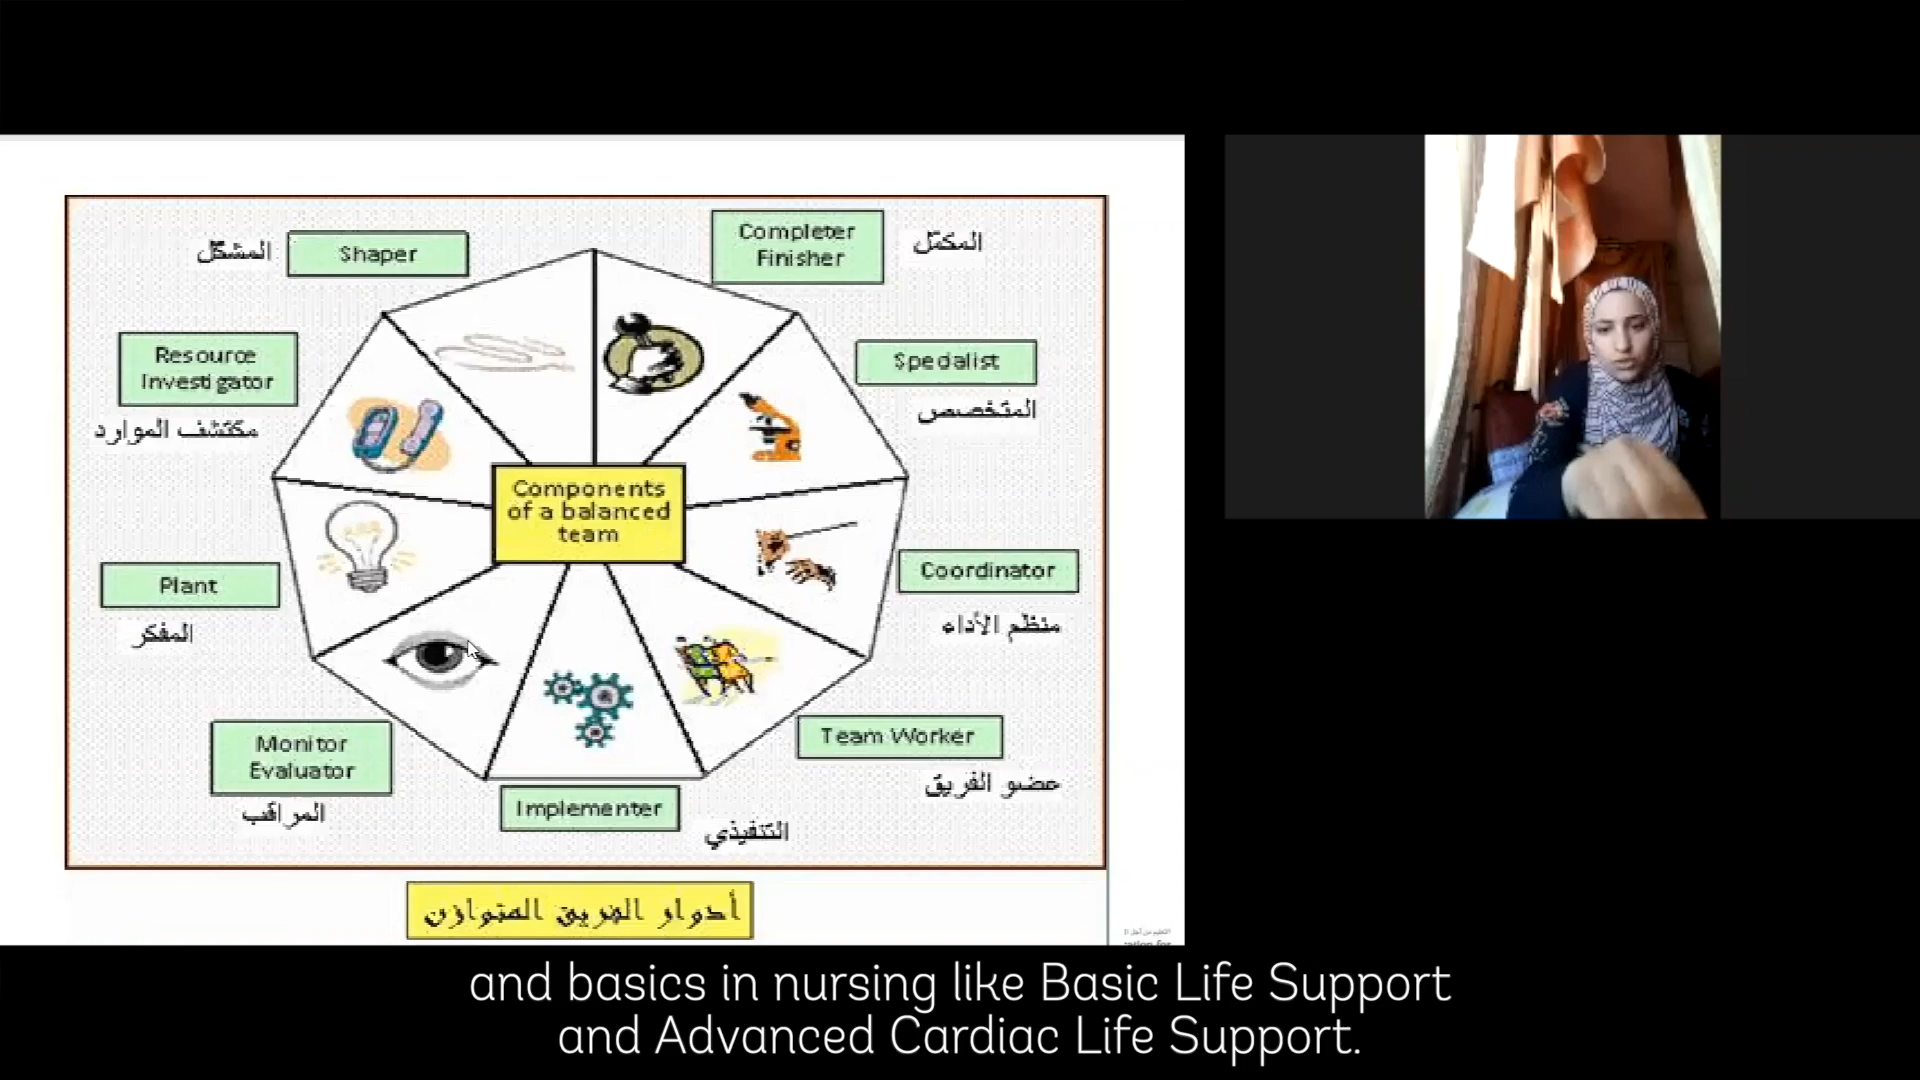 المشكّل
Shaper
Completer
Finisher
المكمّل
Resource
Investigator
مكتشف الموارد
Specialist
المتخصص
Components
of a balanced
team
Plant
المفكر
Coordinator
منظم الأداء
Monitor
Evaluator
المراقب
Implementer
التنفيذي
Team Worker
عضو الفريق
أدوار الفريق المتوازن
and basics in nursing like Basic Life Support
and Advanced Cardiac Life Support.